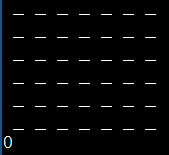 — — — — — — —
— — — — — — —
— — — — — — —
— — — — — — —
— — — — — — —
— — — — — — —
0